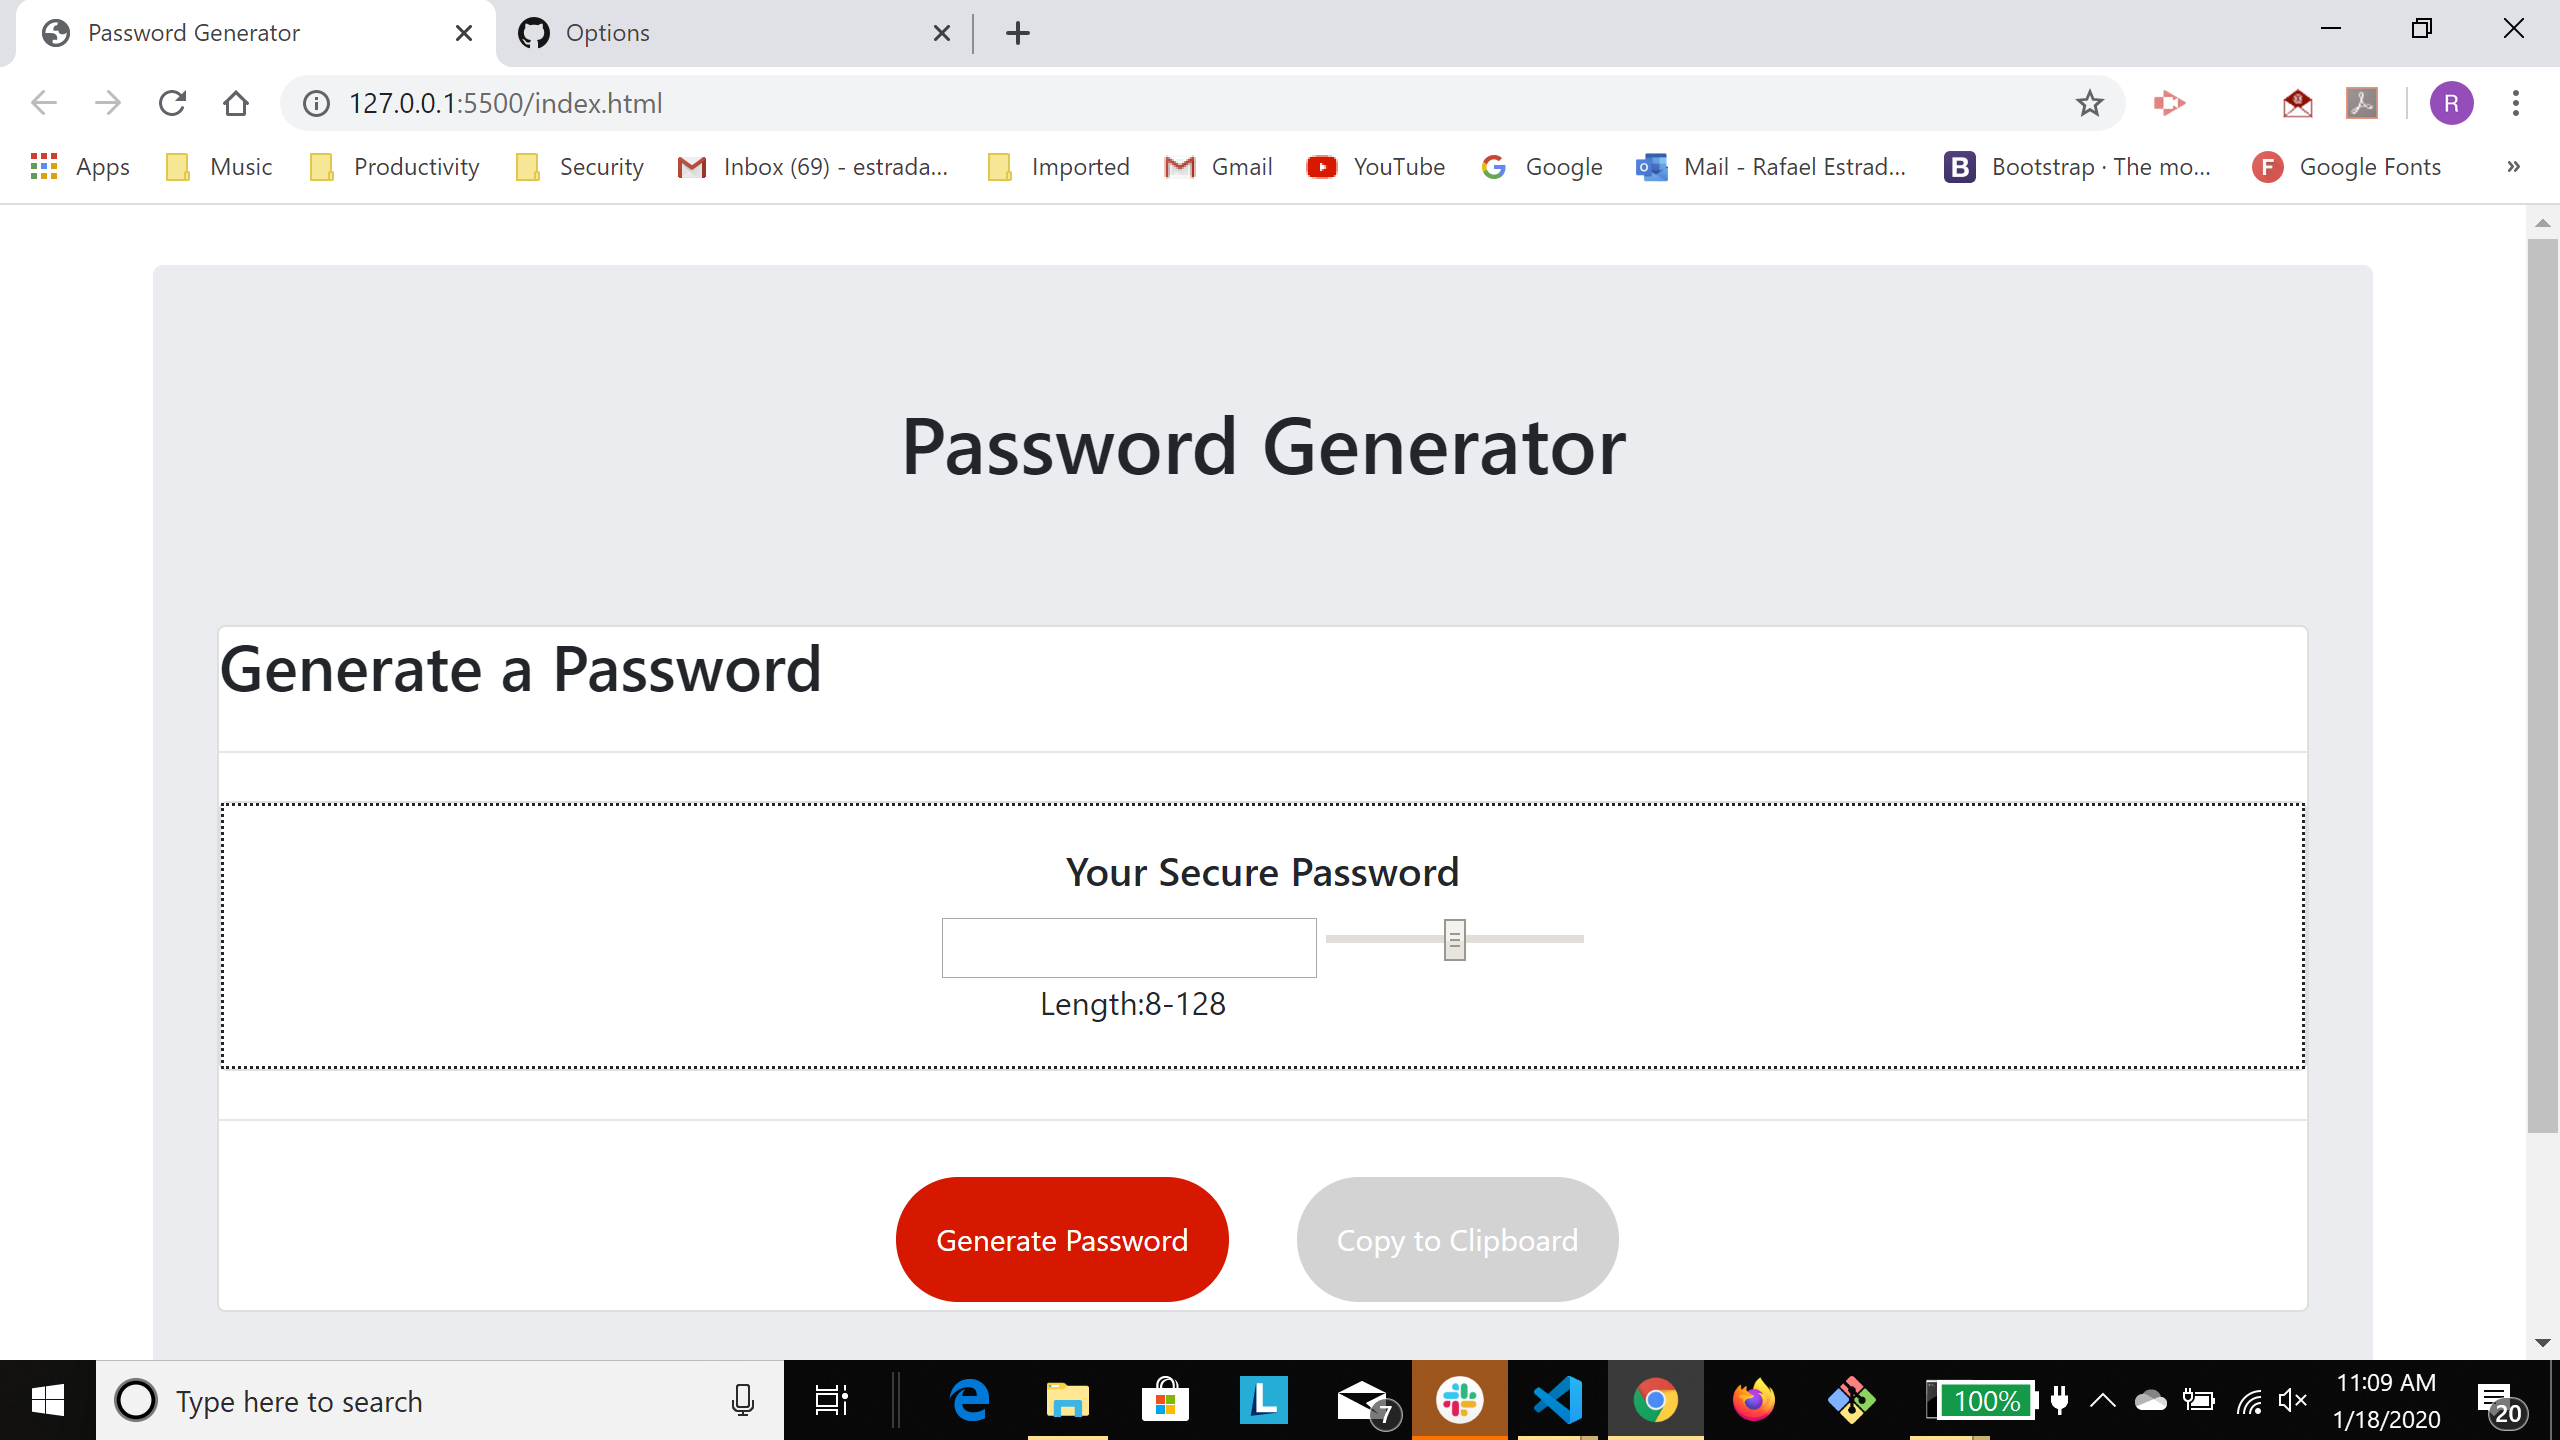 Password Generator
Options
127.0.0.1:5500/index.html
R
Apps
Music
Productivity
Security
Inbox (69) - estrada...
Imported
Gmail
YouTube
Google
Mail - Rafael Estrad...
B
Bootstrap · The mo...
F
Google Fonts
»
Password Generator
Generate a Password
Your Secure Password
Length:8-128
Generate Password
Copy to Clipboard
Type here to search
L
7
100%
11:09 AM
1/18/2020
20